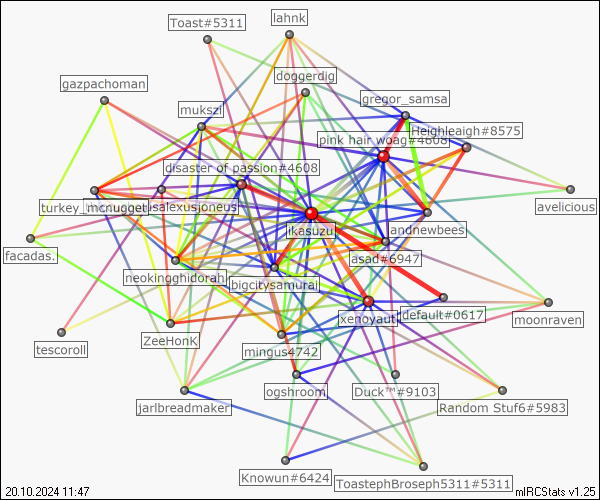 lahnk
Toast#5311
doggerdig
gazpachoman
gregor_samsa
mukszi
Heighleaigh#8575
pink hair woag#4608
disaster of passion#4608
turkey_mcnugget
isalexusjoneus
avelicious
ikasuzu
andnewbees
facadas.
asad#6947
neokingghidorah
bigcitysamurai
default#0617
xenoyaut
moonraven
ZeeHonk
tescoroll
mingus4742
ogshroom
Duck™#9103
jarlbreadmaker
Random Stuf6#5983
Knowun#6424
ToastephBroseph5311#5311
20.10.2024 11:47
mIRCStats v1.25